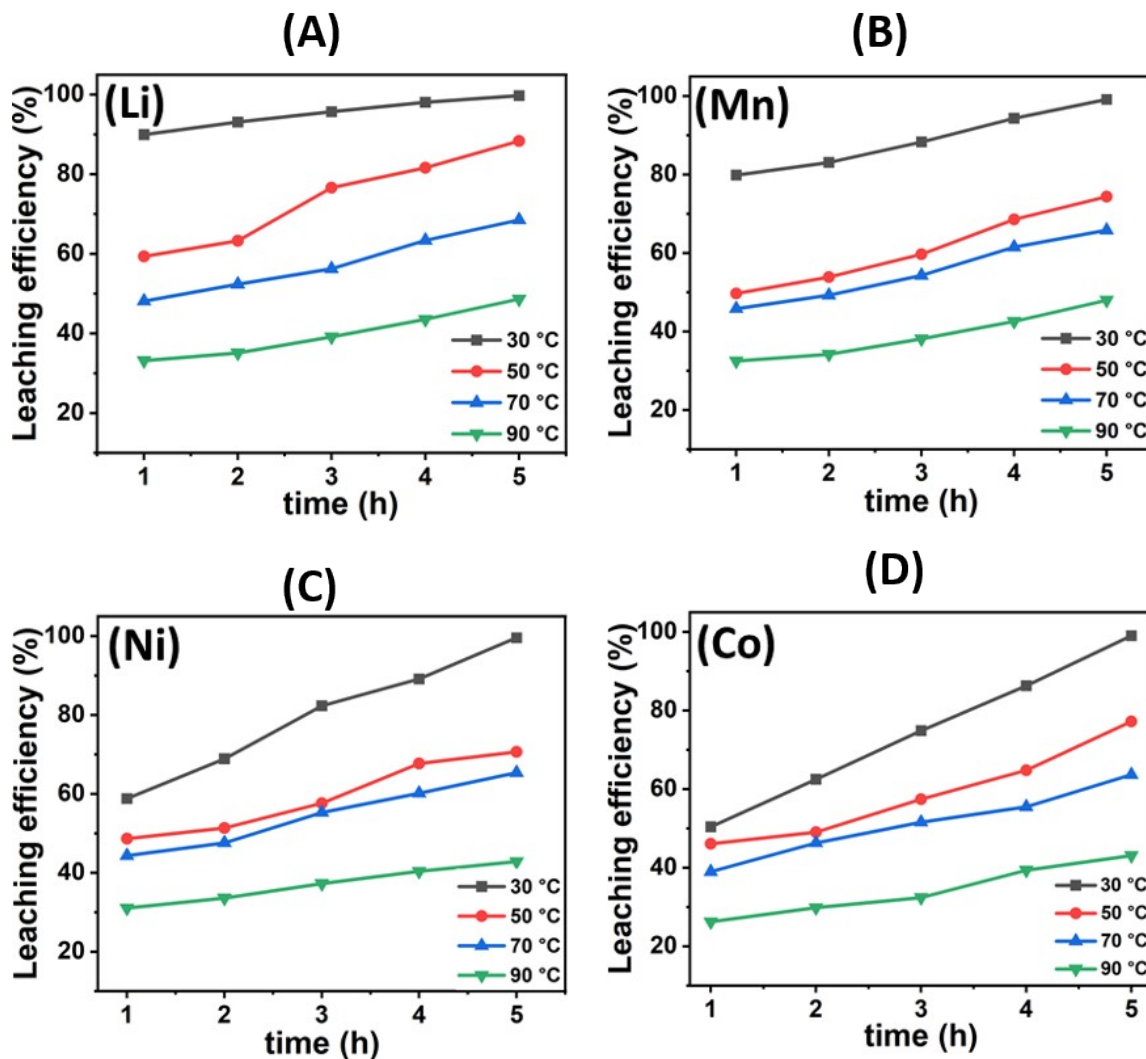 (A)
(Li)
Leaching efficiency (%)
100
80
60
40
20
30 °C
50 °C
70 °C
90 °C
1 2 3 4 5
time (h)
(B)
(Mn)
Leaching efficiency (%)
100
80
60
40
20
30 °C
50 °C
70 °C
90 °C
1 2 3 4 5
time (h)
(C)
(Ni)
Leaching efficiency (%)
100
80
60
40
20
30 °C
50 °C
70 °C
90 °C
1 2 3 4 5
time (h)
(D)
(Co)
Leaching efficiency (%)
100
80
60
40
20
30 °C
50 °C
70 °C
90 °C
1 2 3 4 5
time (h)